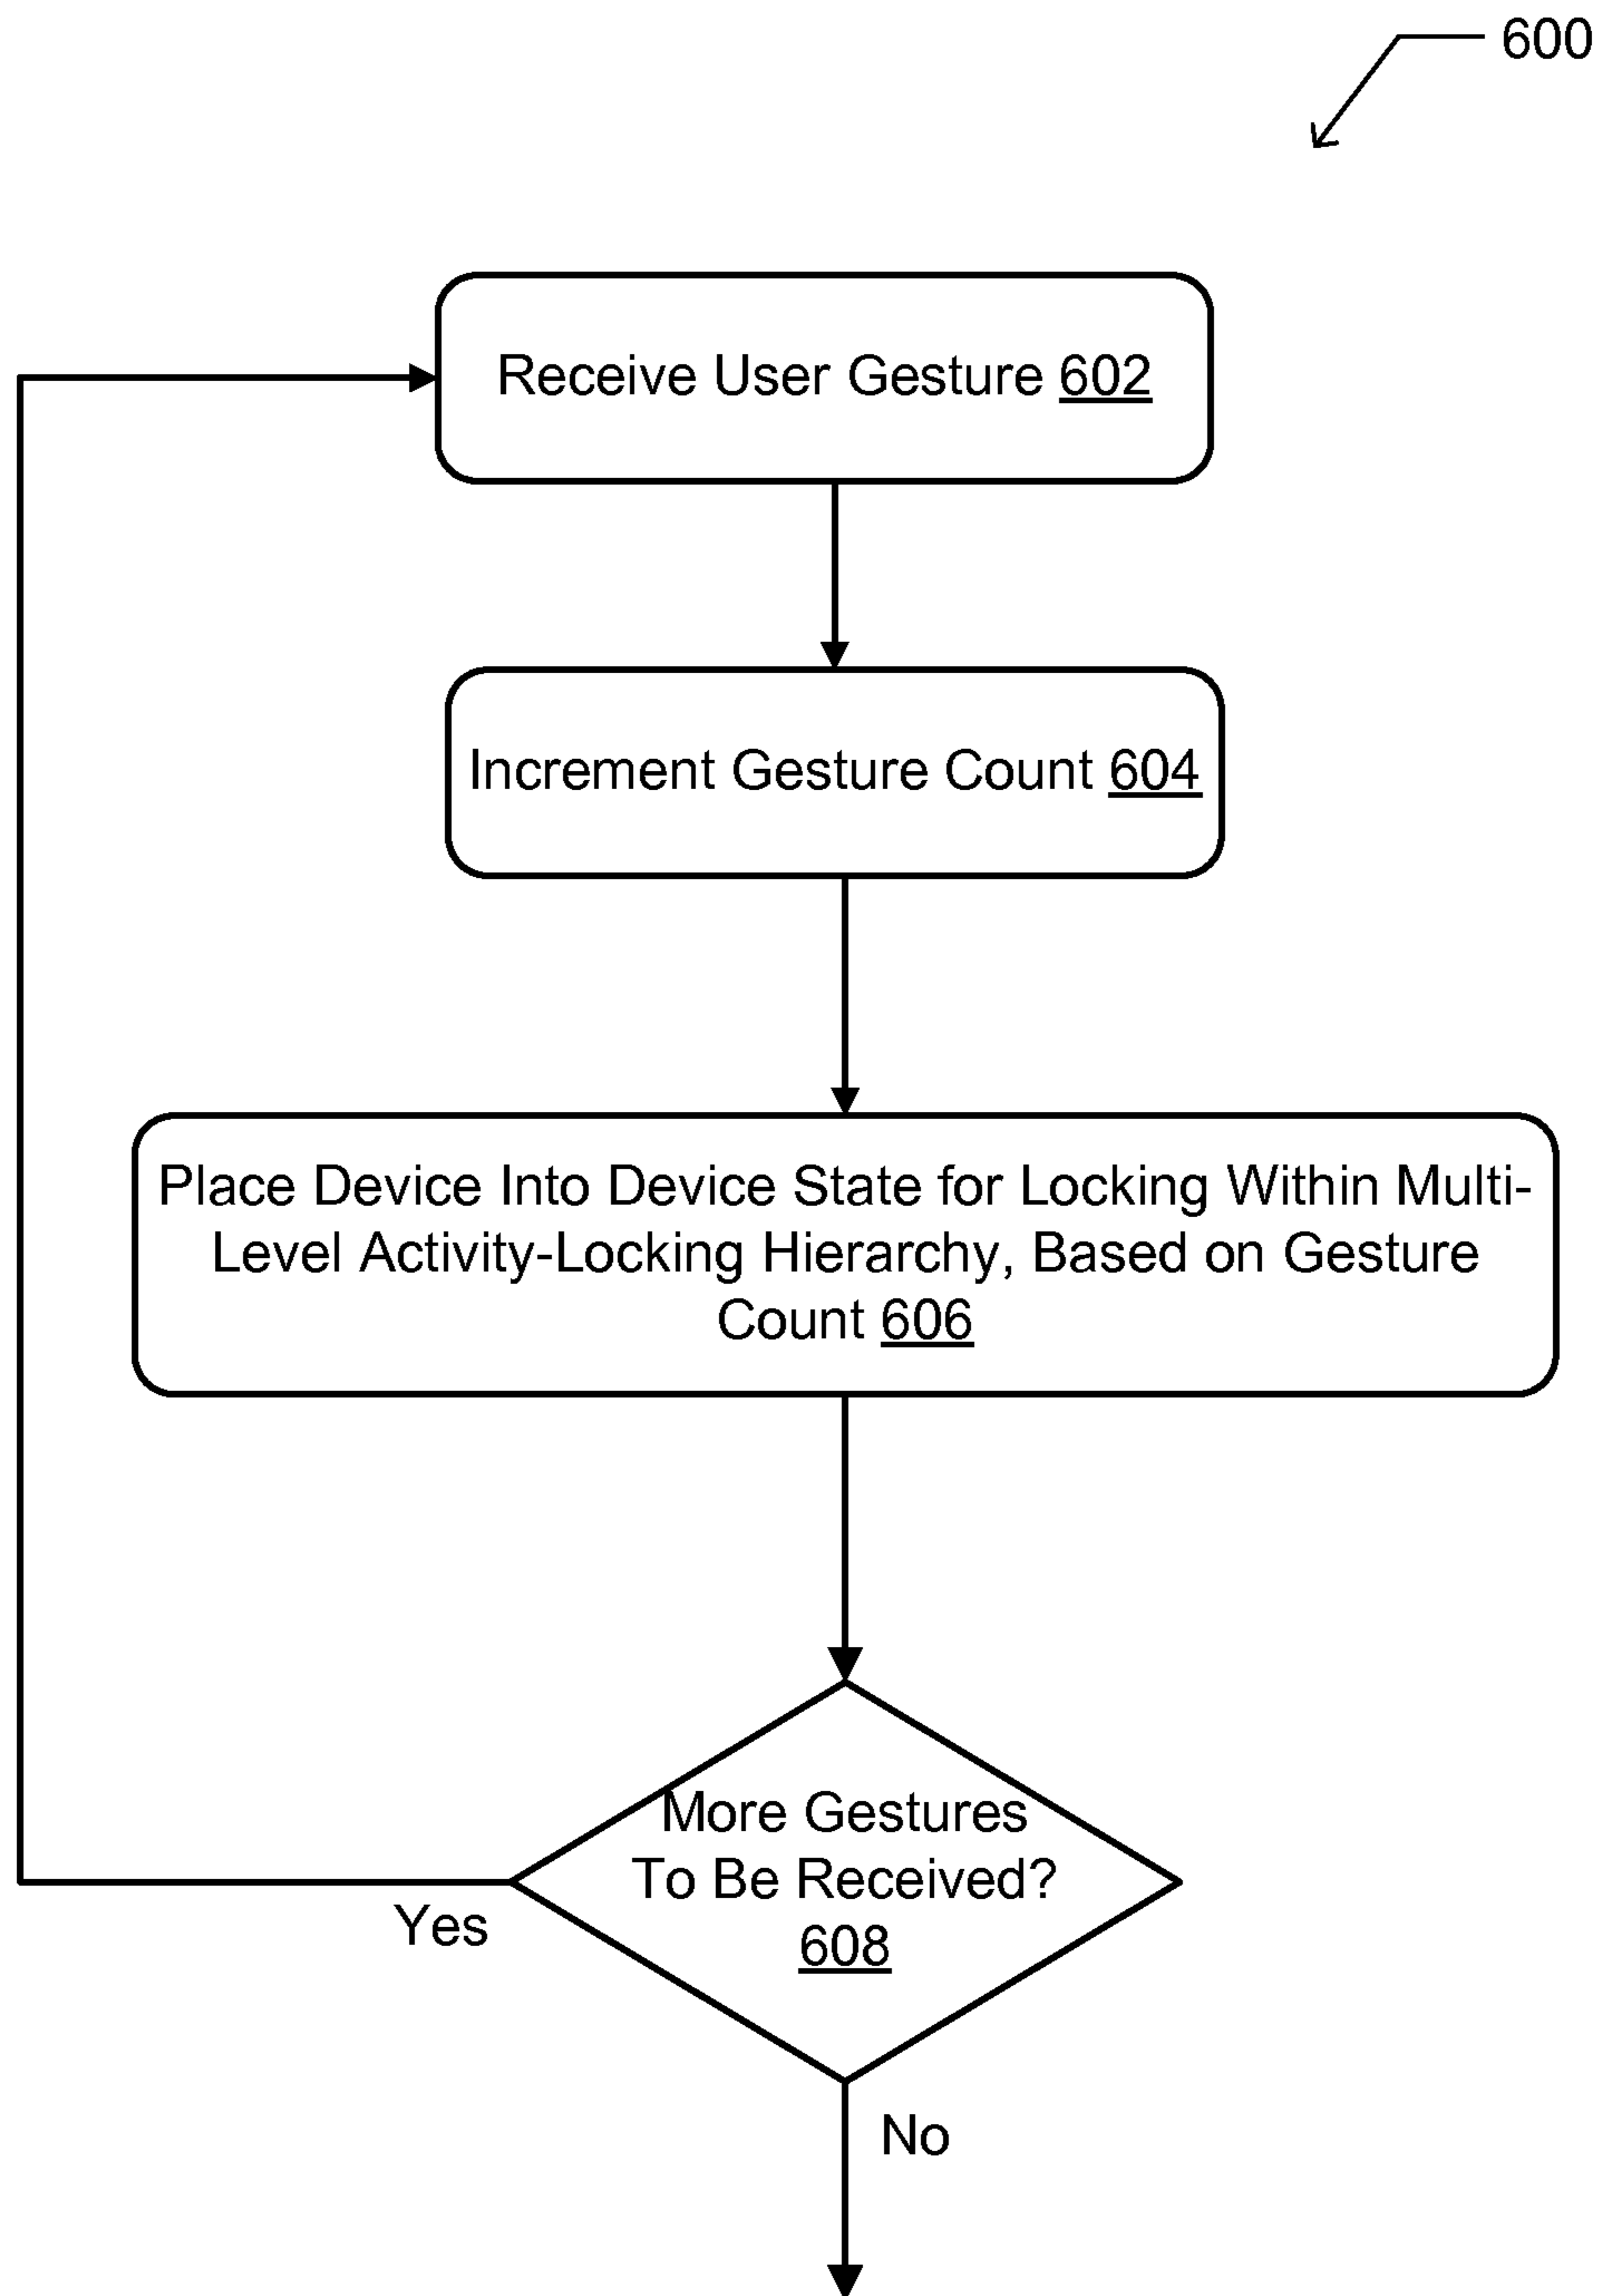 600
Receive User Gesture 602
Increment Gesture Count 604
Place Device Into Device State for Locking Within Multi-
Level Activity-Locking Hierarchy, Based on Gesture
Count 606
More Gestures
To Be Received?
608
Yes
No